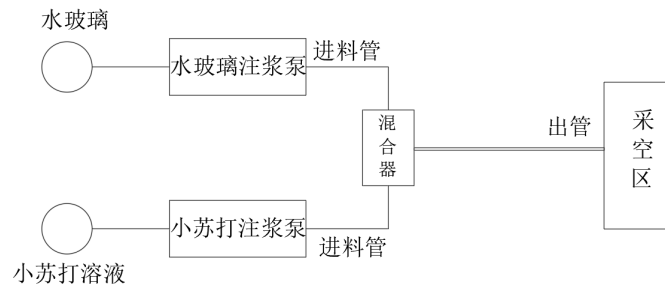 水玻璃
水玻璃注浆泵
进料管
混合器
出管
采空区
小苏打注浆泵
进料管
小苏打溶液